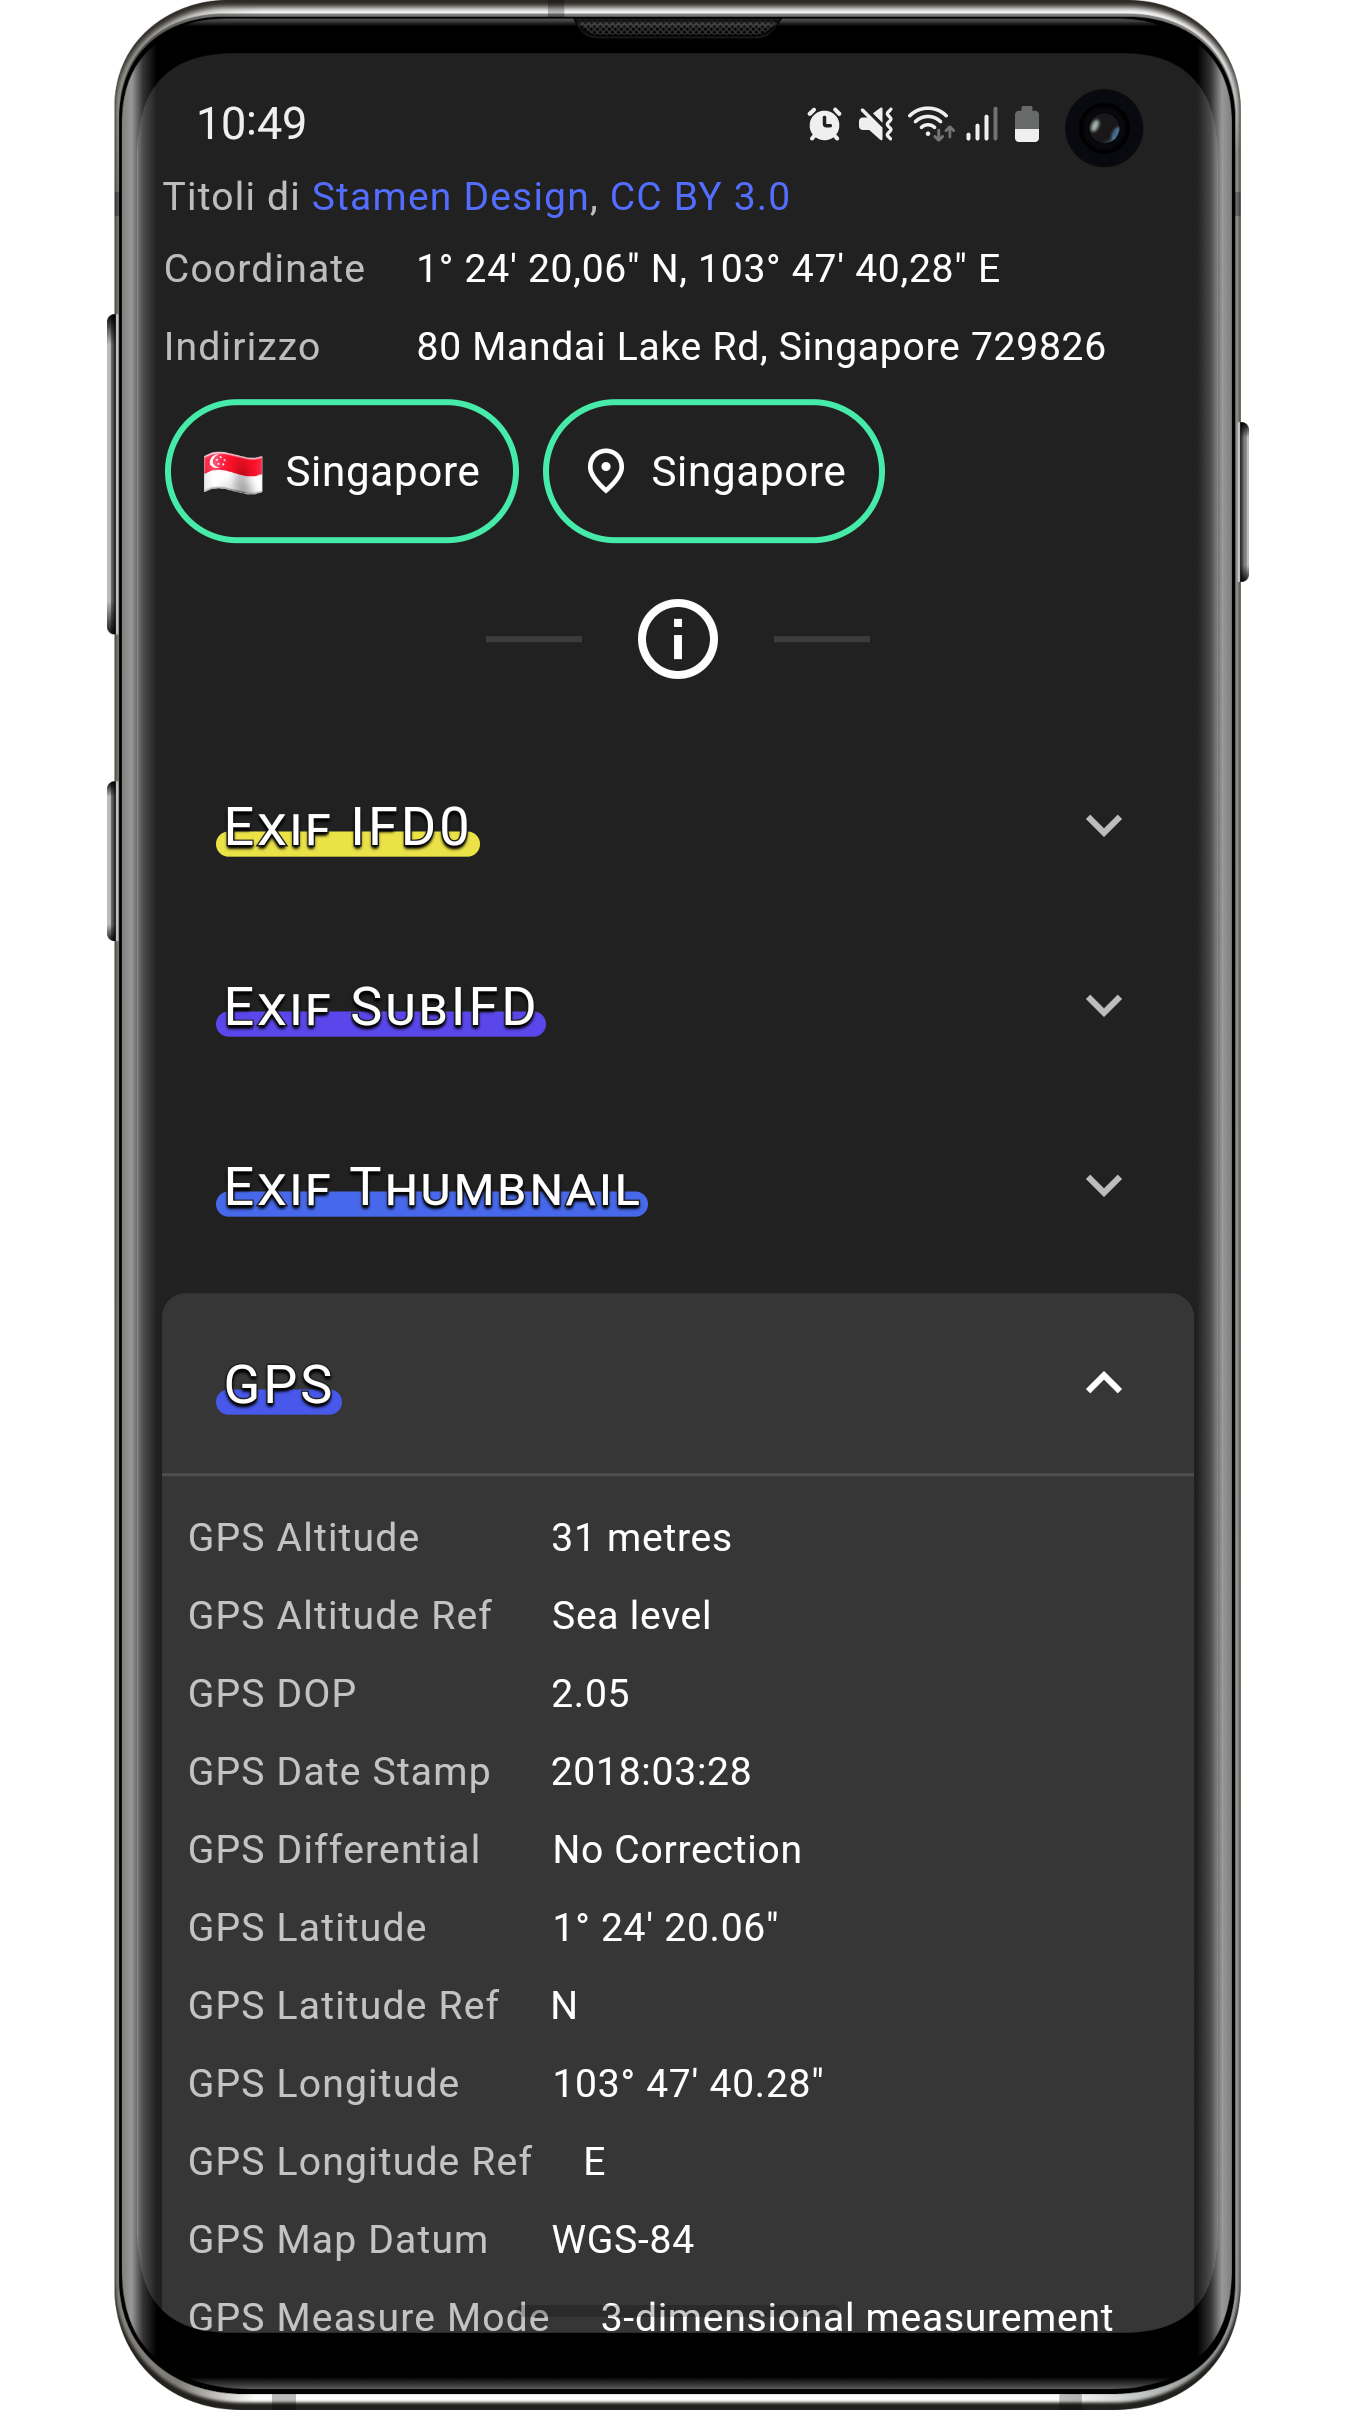 10:49
Titoli di Stamen Design, CC BY 3.0
Coordinate 1° 24' 20,06" N, 103° 47' 40,28" E
Indirizzo 80 Mandai Lake Rd, Singapore 729826
Singapore Singapore
Exif IFD0
Exif SubIFD
Exif Thumbnail
GPS
GPS Altitude 31 metres
GPS Altitude Ref Sea level
GPS DOP 2.05
GPS Date Stamp 2018:03:28
GPS Differential No Correction
GPS Latitude 1° 24' 20.06"
GPS Latitude Ref N
GPS Longitude 103° 47' 40.28"
GPS Longitude Ref E
GPS Map Datum WGS-84
GPS Measure Mode 3-dimensional measurement